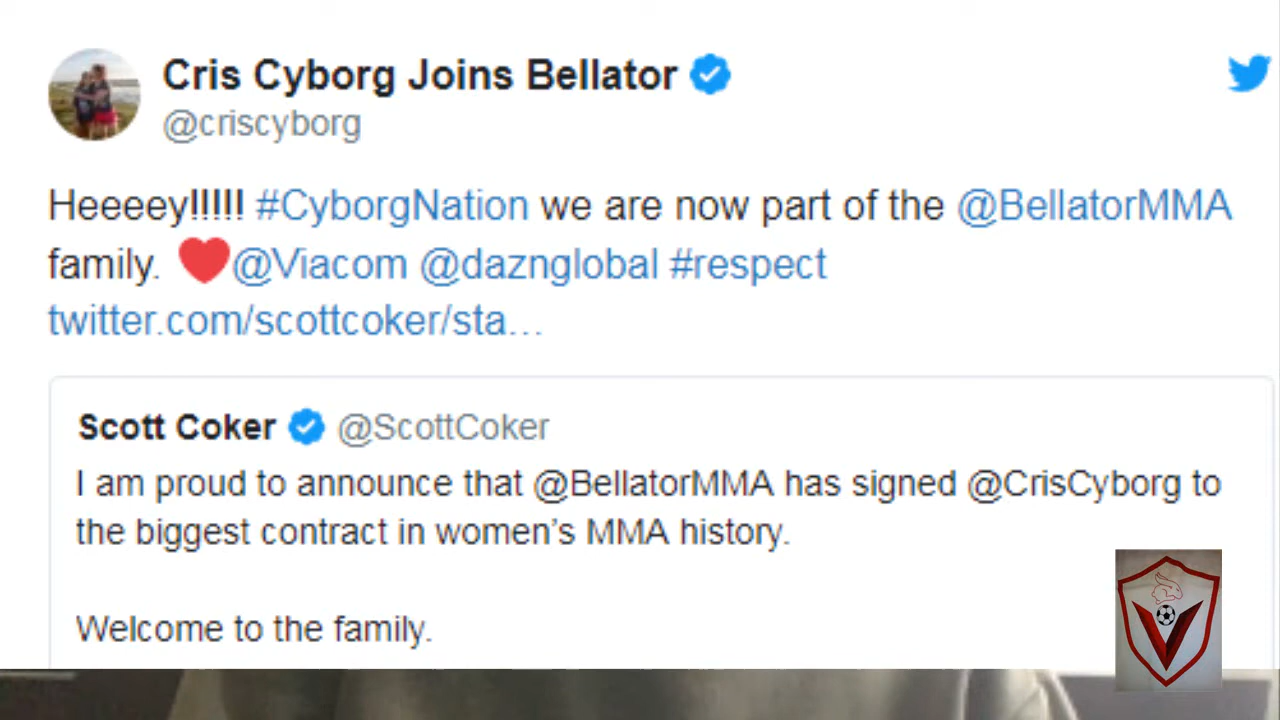 Cris Cyborg Joins Bellator
@criscyborg
Heeeey!!!!! #CyborgNation we are now part of the @BellatorMMA
family. ❤@Viacom @daznglobal #respect
twitter.com/scottcoker/sta…
Scott Coker @ScottCoker
I am proud to announce that @BellatorMMA has signed @CrisCyborg to
the biggest contract in women’s MMA history.
Welcome to the family.
V